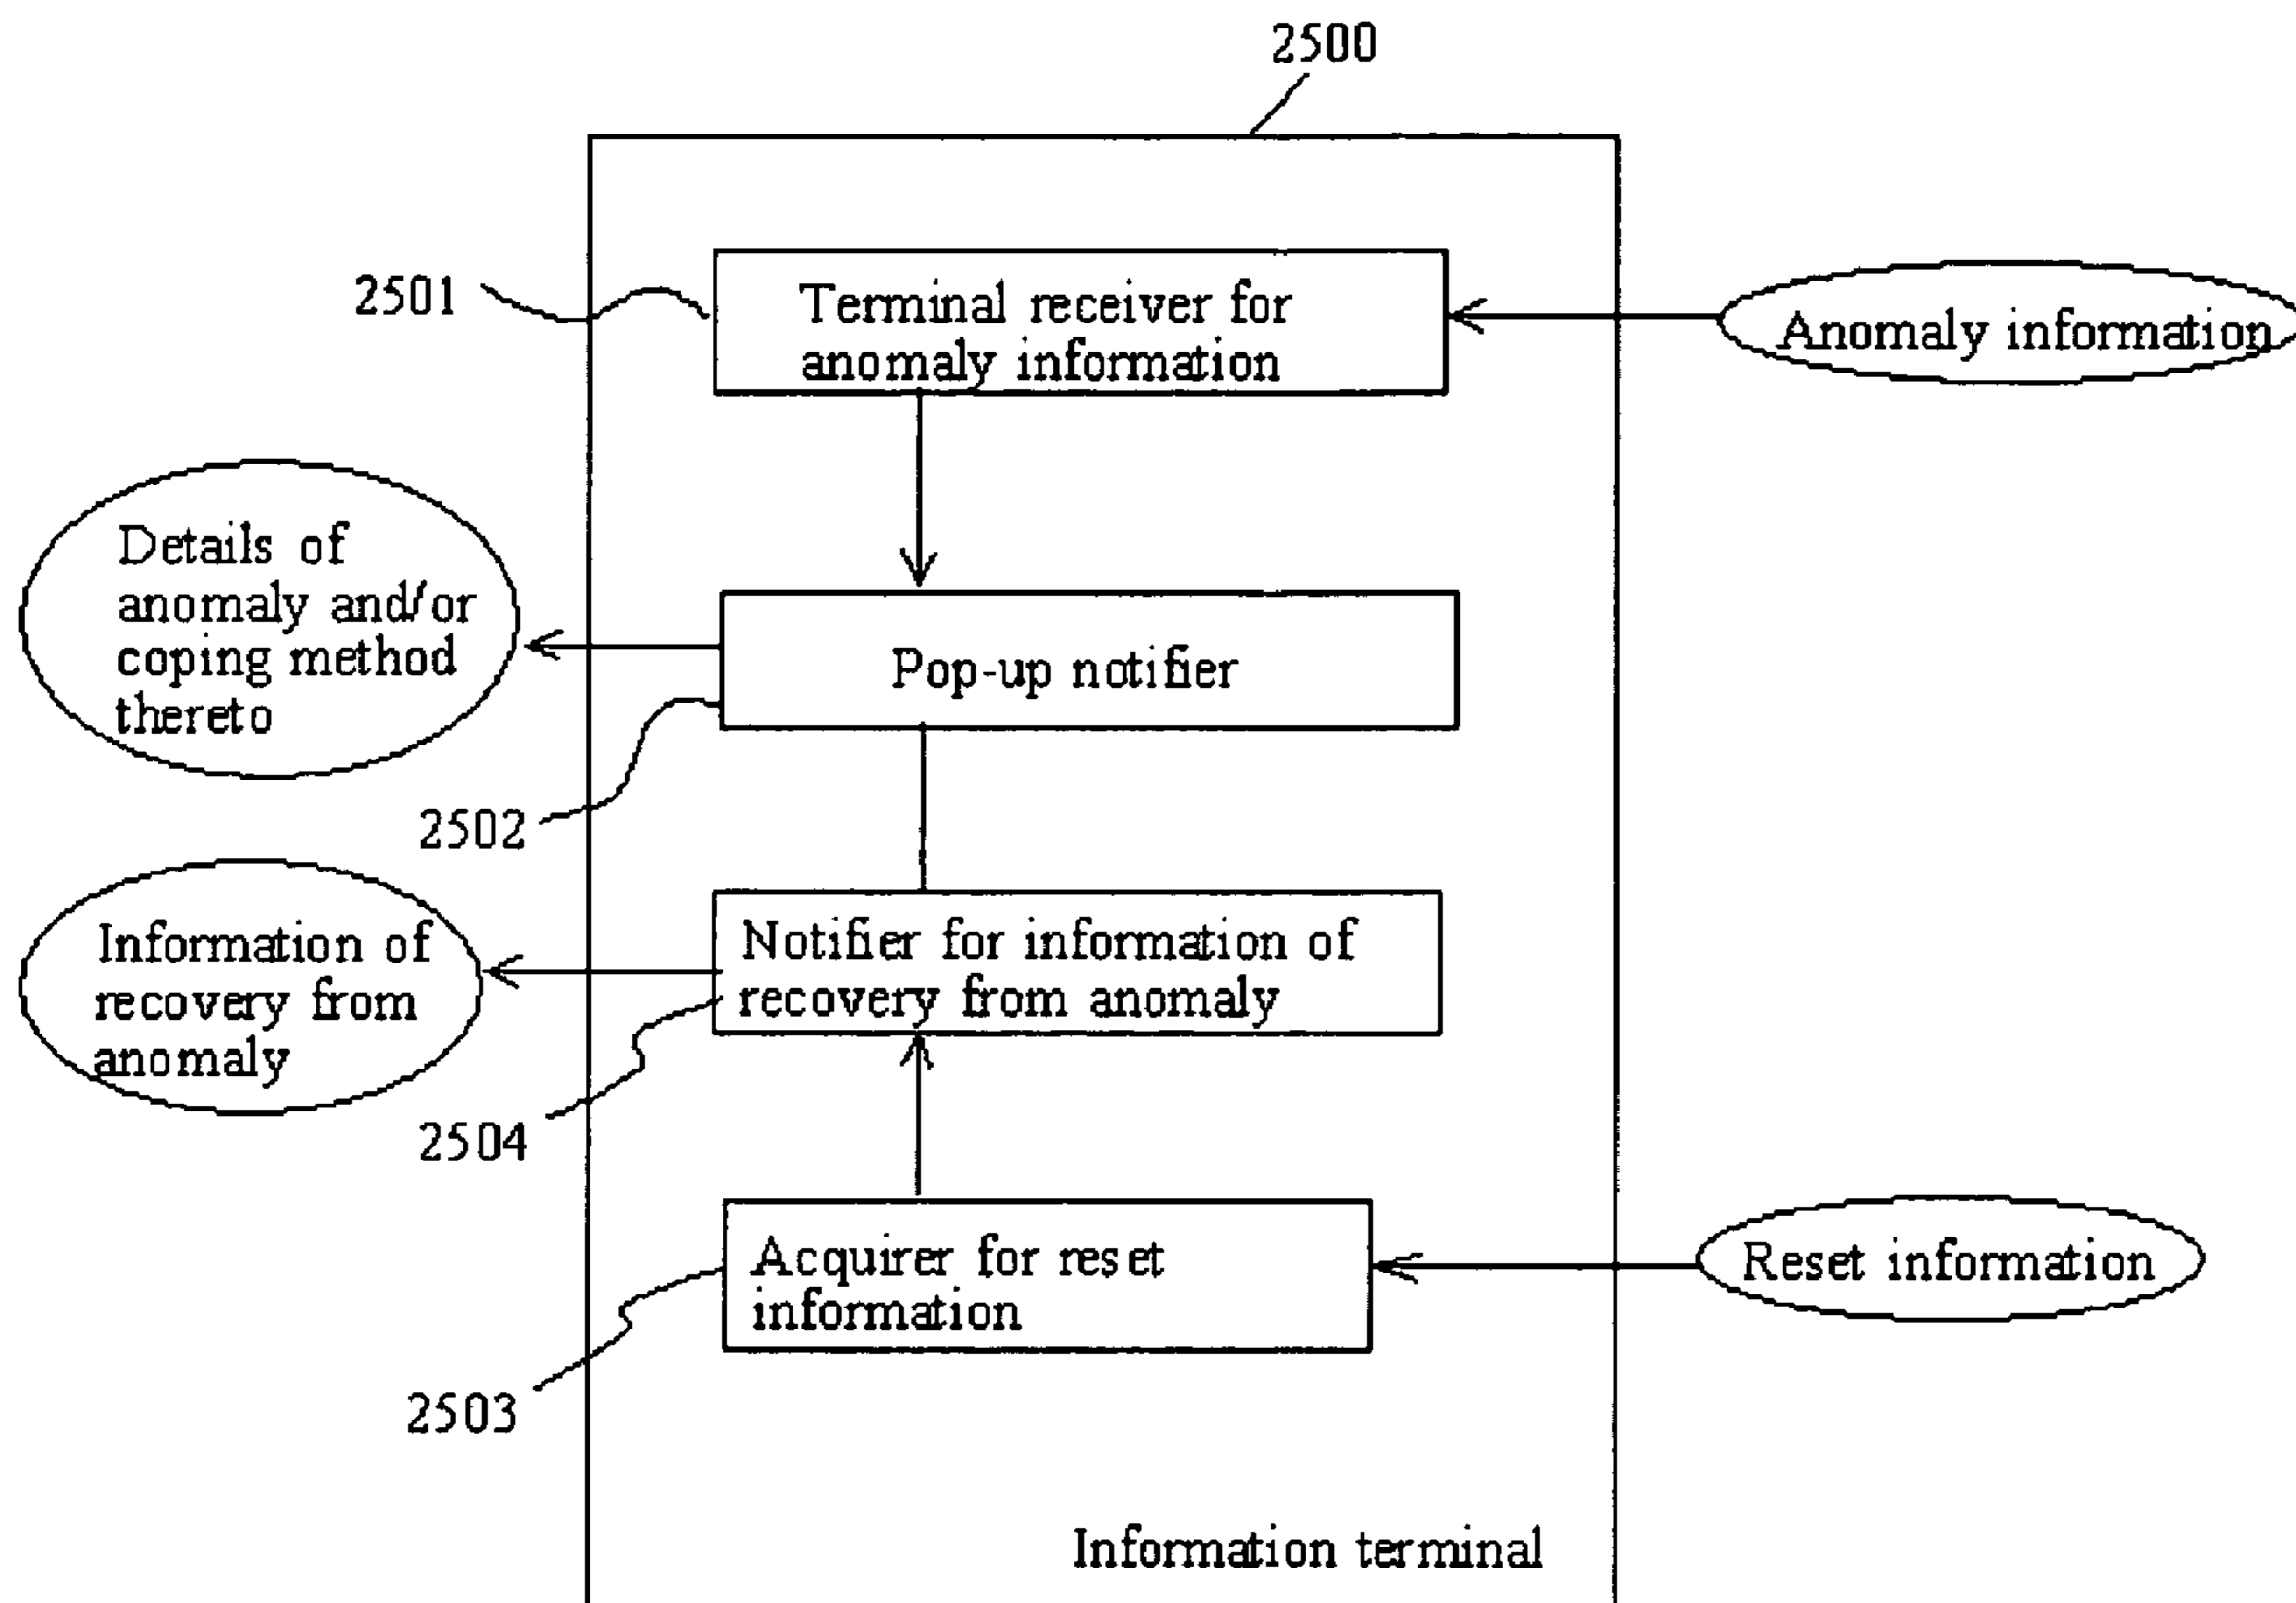 2500
2501
Terminal receiver for
anomaly information
Anomaly information
Details of
anomaly and/or
coping method
thereto
Pop-up notifier
2502
Information of
recovery from
anomaly
Notifier for information of
recovery from anomaly
2504
Acquirer for reset
information
Reset information
2503
Information terminal